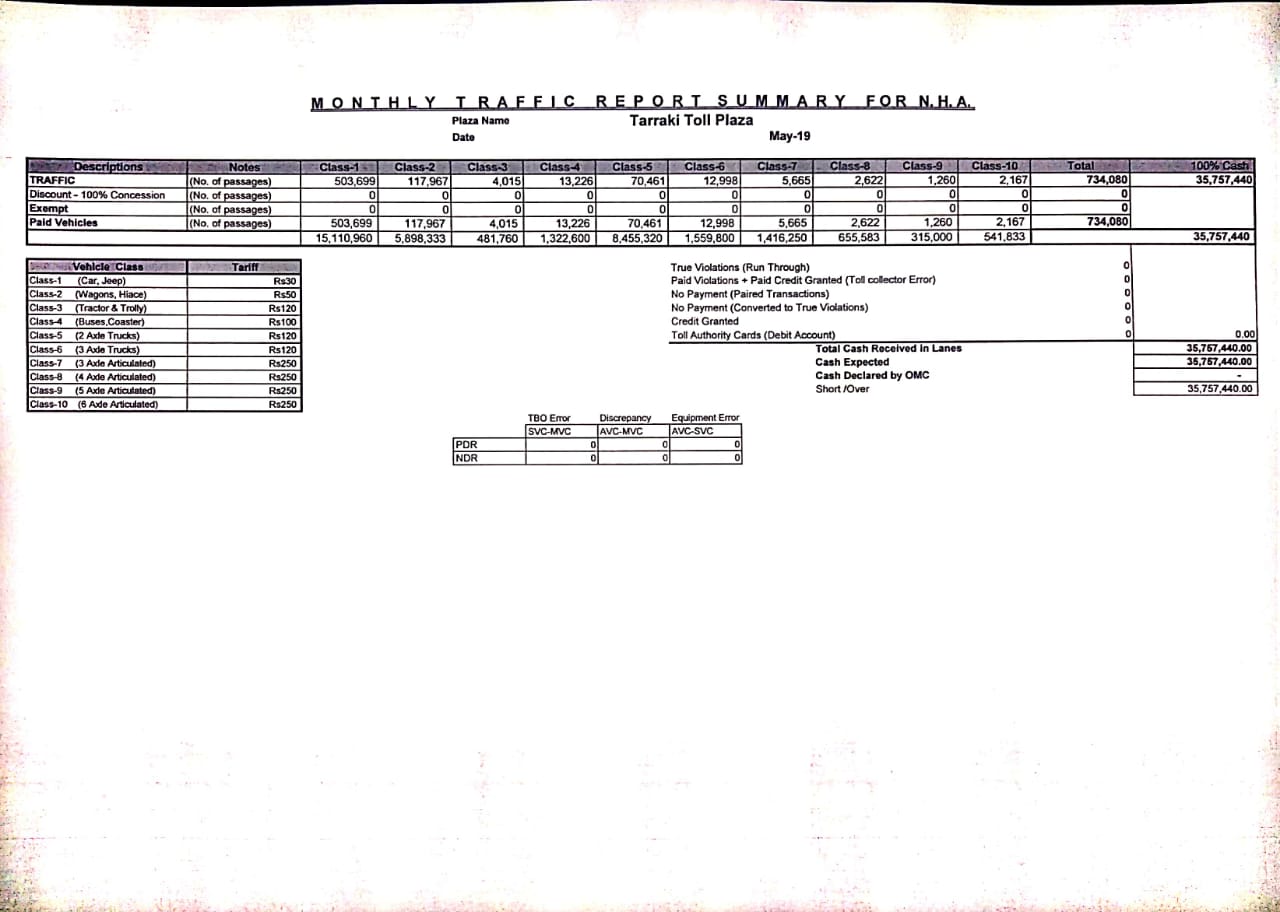 MONTHLY TRAFFIC REPORT SUMMARY FOR N.H.A.
Plaza Name Tarraki Toll Plaza
Date May-19
Descriptions Notes Class-1 Class-2 Class-3 Class-4 Class-5 Class-6 Class-7 Class-8 Class-9 Class-10 Total 100% Cash
TRAFFIC (No. of passages) 503,699 117,967 4,015 13,226 70,461 12,998 5,665 2,622 1,260 2,167 734,080 35,757,440
Discount - 100% Concession (No. of passages) 0 0 0 0 0 0 0 0 0 0 0
Exempt (No. of passages) 0 0 0 0 0 0 0 0 0 0 0
Paid Vehicles (No. of passages) 503,699 117,967 4,015 13,226 70,461 12,998 5,665 2,622 1,260 2,167 734,080
15,110,960 5,898,333 481,760 1,322,600 8,455,320 1,559,800 1,416,250 655,583 315,000 541,833 35,757,440
Vehicle Class Tariff
Class-1 (Car, Jeep) Rs30
Class-2 (Wagons, Hiace) Rs50
Class-3 (Tractor & Trolly) Rs120
Class-4 (Buses,Coaster) Rs100
Class-5 (2 Axle Trucks) Rs120
Class-6 (3 Axle Trucks) Rs120
Class-7 (3 Axle Articulated) Rs250
Class-8 (4 Axle Articulated) Rs250
Class-9 (5 Axle Articulated) Rs250
Class-10 (6 Axle Articulated) Rs250
True Violations (Run Through) 0
Paid Violations + Paid Credit Granted (Toll collector Error) 0
No Payment (Paired Transactions) 0
No Payment (Converted to True Violations) 0
Credit Granted 0
Toll Authority Cards (Debit Account) 0 0.00
Total Cash Received in Lanes 35,757,440.00
Cash Expected 35,757,440.00
Cash Declared by OMC -
Short /Over 35,757,440.00
TBO Error Discrepancy Equipment Error
SVC-MVC AVC-MVC AVC-SVC
PDR 0 0 0
NDR 0 0 0